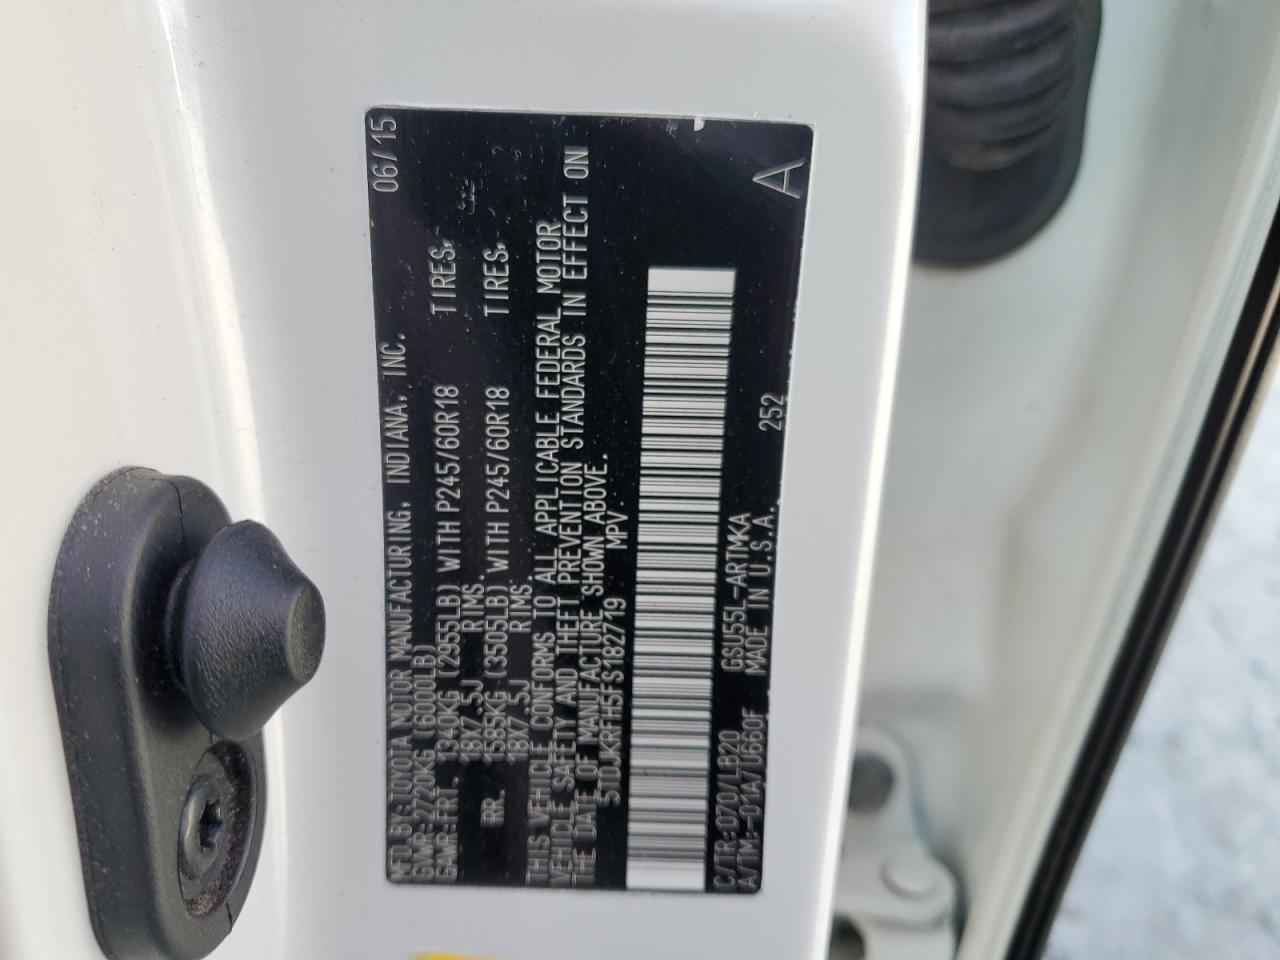 MFD.BY:TOYOTA MOTOR MANUFACTURING, INDIANA, INC. 06/15
GVWR:2720KG (6000LB)
GAWR:FRT. 1340KG (2955LB) WITH P245/60R18 TIRES,
18X7.5J RIMS.
RR. 1585KG (3505LB) WITH P245/60R18 TIRES,
18X7.5J RIMS.
THIS VEHICLE CONFORMS TO ALL APPLICABLE FEDERAL MOTOR
VEHICLE SAFETY AND THEFT PREVENTION STANDARDS IN EFFECT ON
THE DATE OF MANUFACTURE SHOWN ABOVE.
5TDJKRFH5FS182719 MPV
C/TR:070/LB20 GSU55L-ARTMKA
A/TM:-01A/U660F MADE IN U.S.A. 252 A